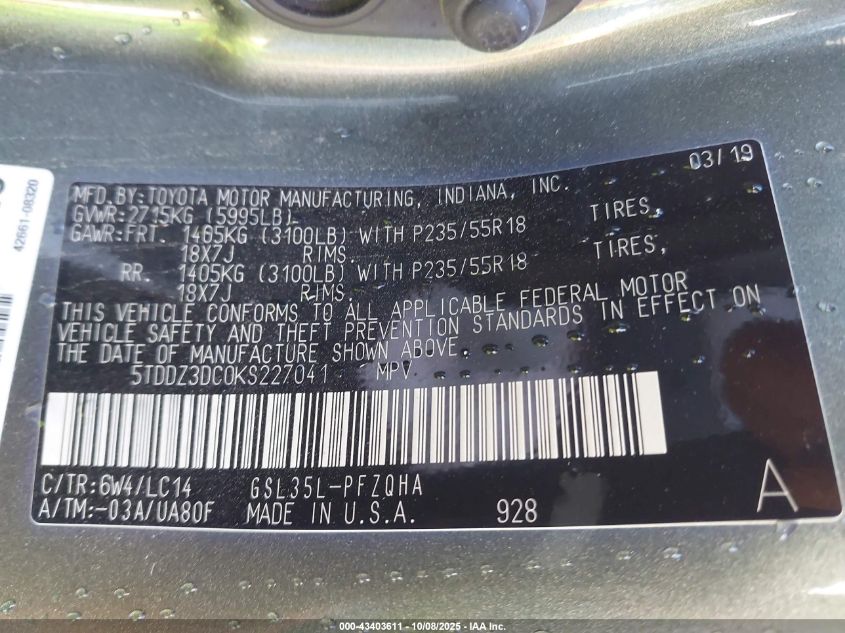 03/19
MFD.BY:TOYOTA MOTOR MANUFACTURING, INDIANA, INC.
GVWR:2715KG (5995LB)
GAWR:FRT. 1405KG (3100LB) WITH P235/55R18 TIRES,
18X7J RIMS.
RR. 1405KG (3100LB) WITH P235/55R18 TIRES,
18X7J RIMS.
THIS VEHICLE CONFORMS TO ALL APPLICABLE FEDERAL MOTOR
VEHICLE SAFETY AND THEFT PREVENTION STANDARDS IN EFFECT ON
THE DATE OF MANUFACTURE SHOWN ABOVE.
5TDDZ3DC0KS227041 MPV
C/TR:6W4/LC14 GSL35L-PFZQHA
A/TM:-03A/UA80F MADE IN U.S.A. 928 A
42661-08320
000-43403611 - 10/08/2025 - IAA Inc.